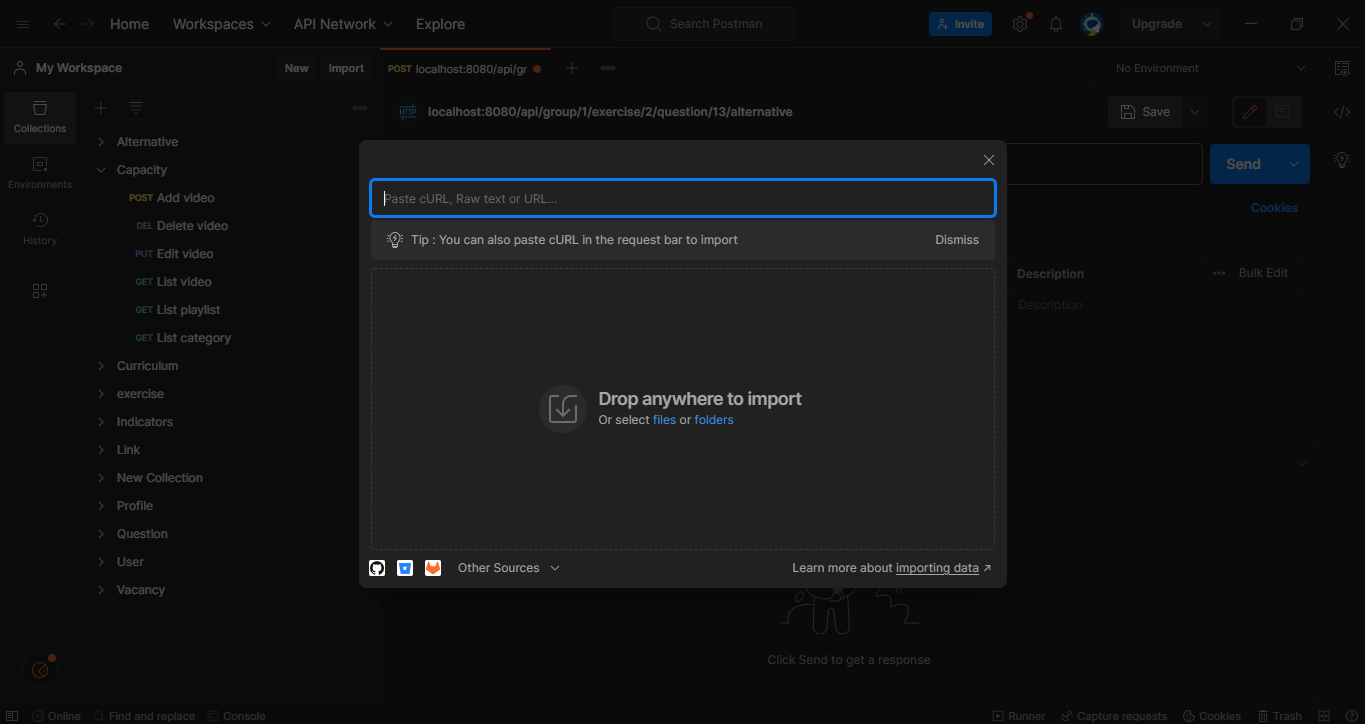 Home Workspaces API Network Explore Search Postman Invite Upgrade
My Workspace New Import POST localhost:8080/api/gr No Environment
Collections
Environments
History
Alternative
Capacity
POST Add video
DEL Delete video
PUT Edit video
GET List video
GET List playlist
GET List category
Curriculum
exercise
Indicators
Link
New Collection
Profile
Question
User
Vacancy
HTTP localhost:8080/api/group/1/exercise/2/question/13/alternative Save
Send
Cookies
Description Bulk Edit
Description
Paste cURL, Raw text or URL...
Tip : You can also paste cURL in the request bar to import Dismiss
Drop anywhere to import
Or select files or folders
Other Sources Learn more about importing data ↗
Click Send to get a response
Online Find and replace Console Runner Capture requests Cookies Trash